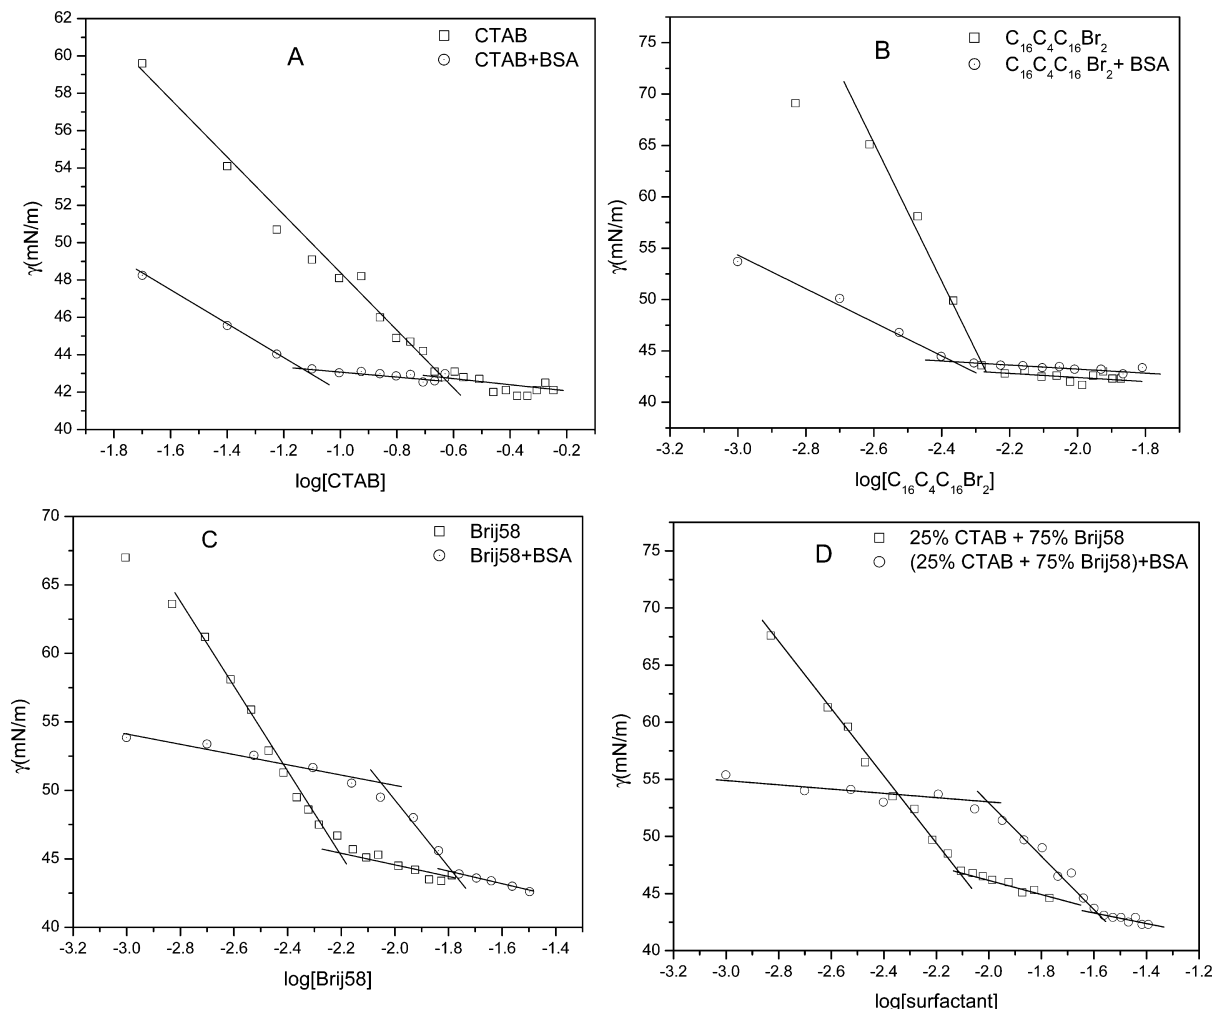 A
CTAB
CTAB+BSA
62
60
58
56
54
52
50
48
46
44
42
40
γ(mN/m)
-1.8 -1.6 -1.4 -1.2 -1.0 -0.8 -0.6 -0.4 -0.2
log[CTAB]
B
C₁₆C₄C₁₆Br₂
C₁₆C₄C₁₆ Br₂+ BSA
75
70
65
60
55
50
45
40
γ(mN/m)
-3.2 -3.0 -2.8 -2.6 -2.4 -2.2 -2.0 -1.8
log[C₁₆C₄C₁₆Br₂]
C
Brij58
Brij58+BSA
70
65
60
55
50
45
40
γ(mN/m)
-3.2 -3.0 -2.8 -2.6 -2.4 -2.2 -2.0 -1.8 -1.6 -1.4
log[Brij58]
D
25% CTAB + 75% Brij58
(25% CTAB + 75% Brij58)+BSA
75
70
65
60
55
50
45
40
γ(mN/m)
-3.2 -3.0 -2.8 -2.6 -2.4 -2.2 -2.0 -1.8 -1.6 -1.4 -1.2
log[surfactant]